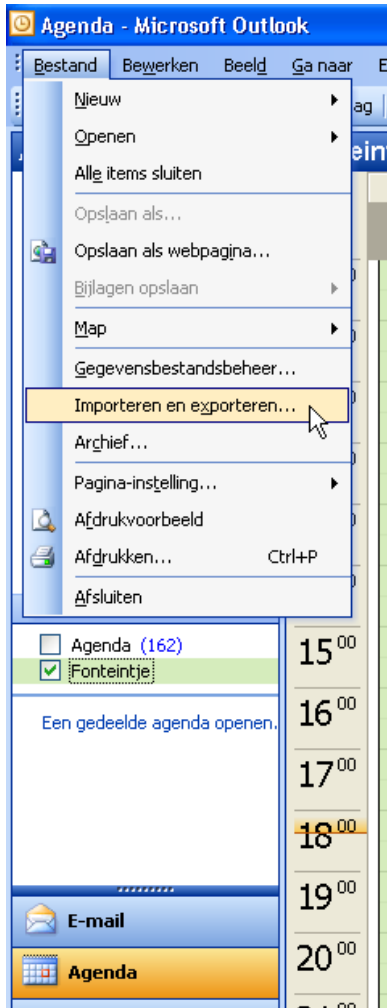 Agenda - Microsoft Outlook
Bestand Bewerken Beeld Ga naar
Nieuw
Openen
Alle items sluiten
Opslaan als...
Opslaan als webpagina...
Bijlagen opslaan
Map
Gegevensbestandsbeheer...
Importeren en exporteren...
Archief...
Pagina-instelling...
Afdrukvoorbeeld
Afdrukken... Ctrl+P
Afsluiten
Agenda (162)
Fonteintje
Een gedeelde agenda openen.
15 00
16 00
17 00
18 00
19 00
20 00
E-mail
Agenda